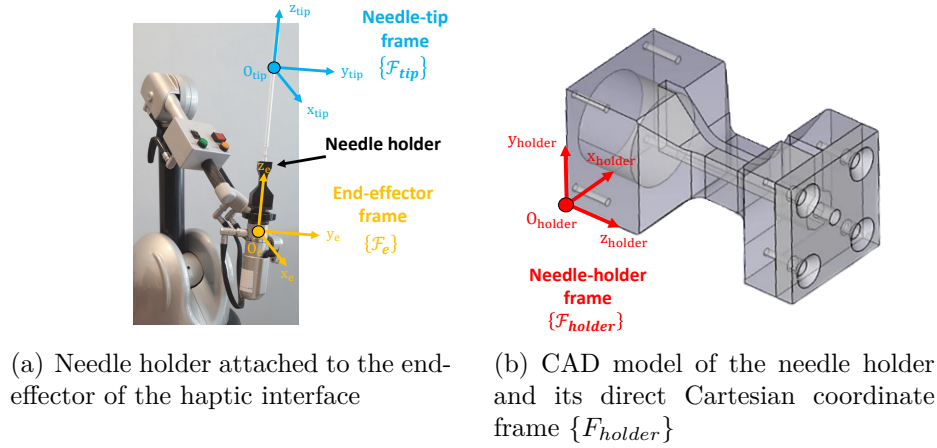 z_tip
Needle-tip
frame
{𝓕_tip}
O_tip
y_tip
x_tip
Needle holder
z_e
End-effector
frame
{𝓕_e}
O
y_e
x_e
y_holder
x_holder
O_holder
z_holder
Needle-holder
frame
{𝓕_holder}
(a) Needle holder attached to the end-
effector of the haptic interface
(b) CAD model of the needle holder
and its direct Cartesian coordinate
frame {F_holder}